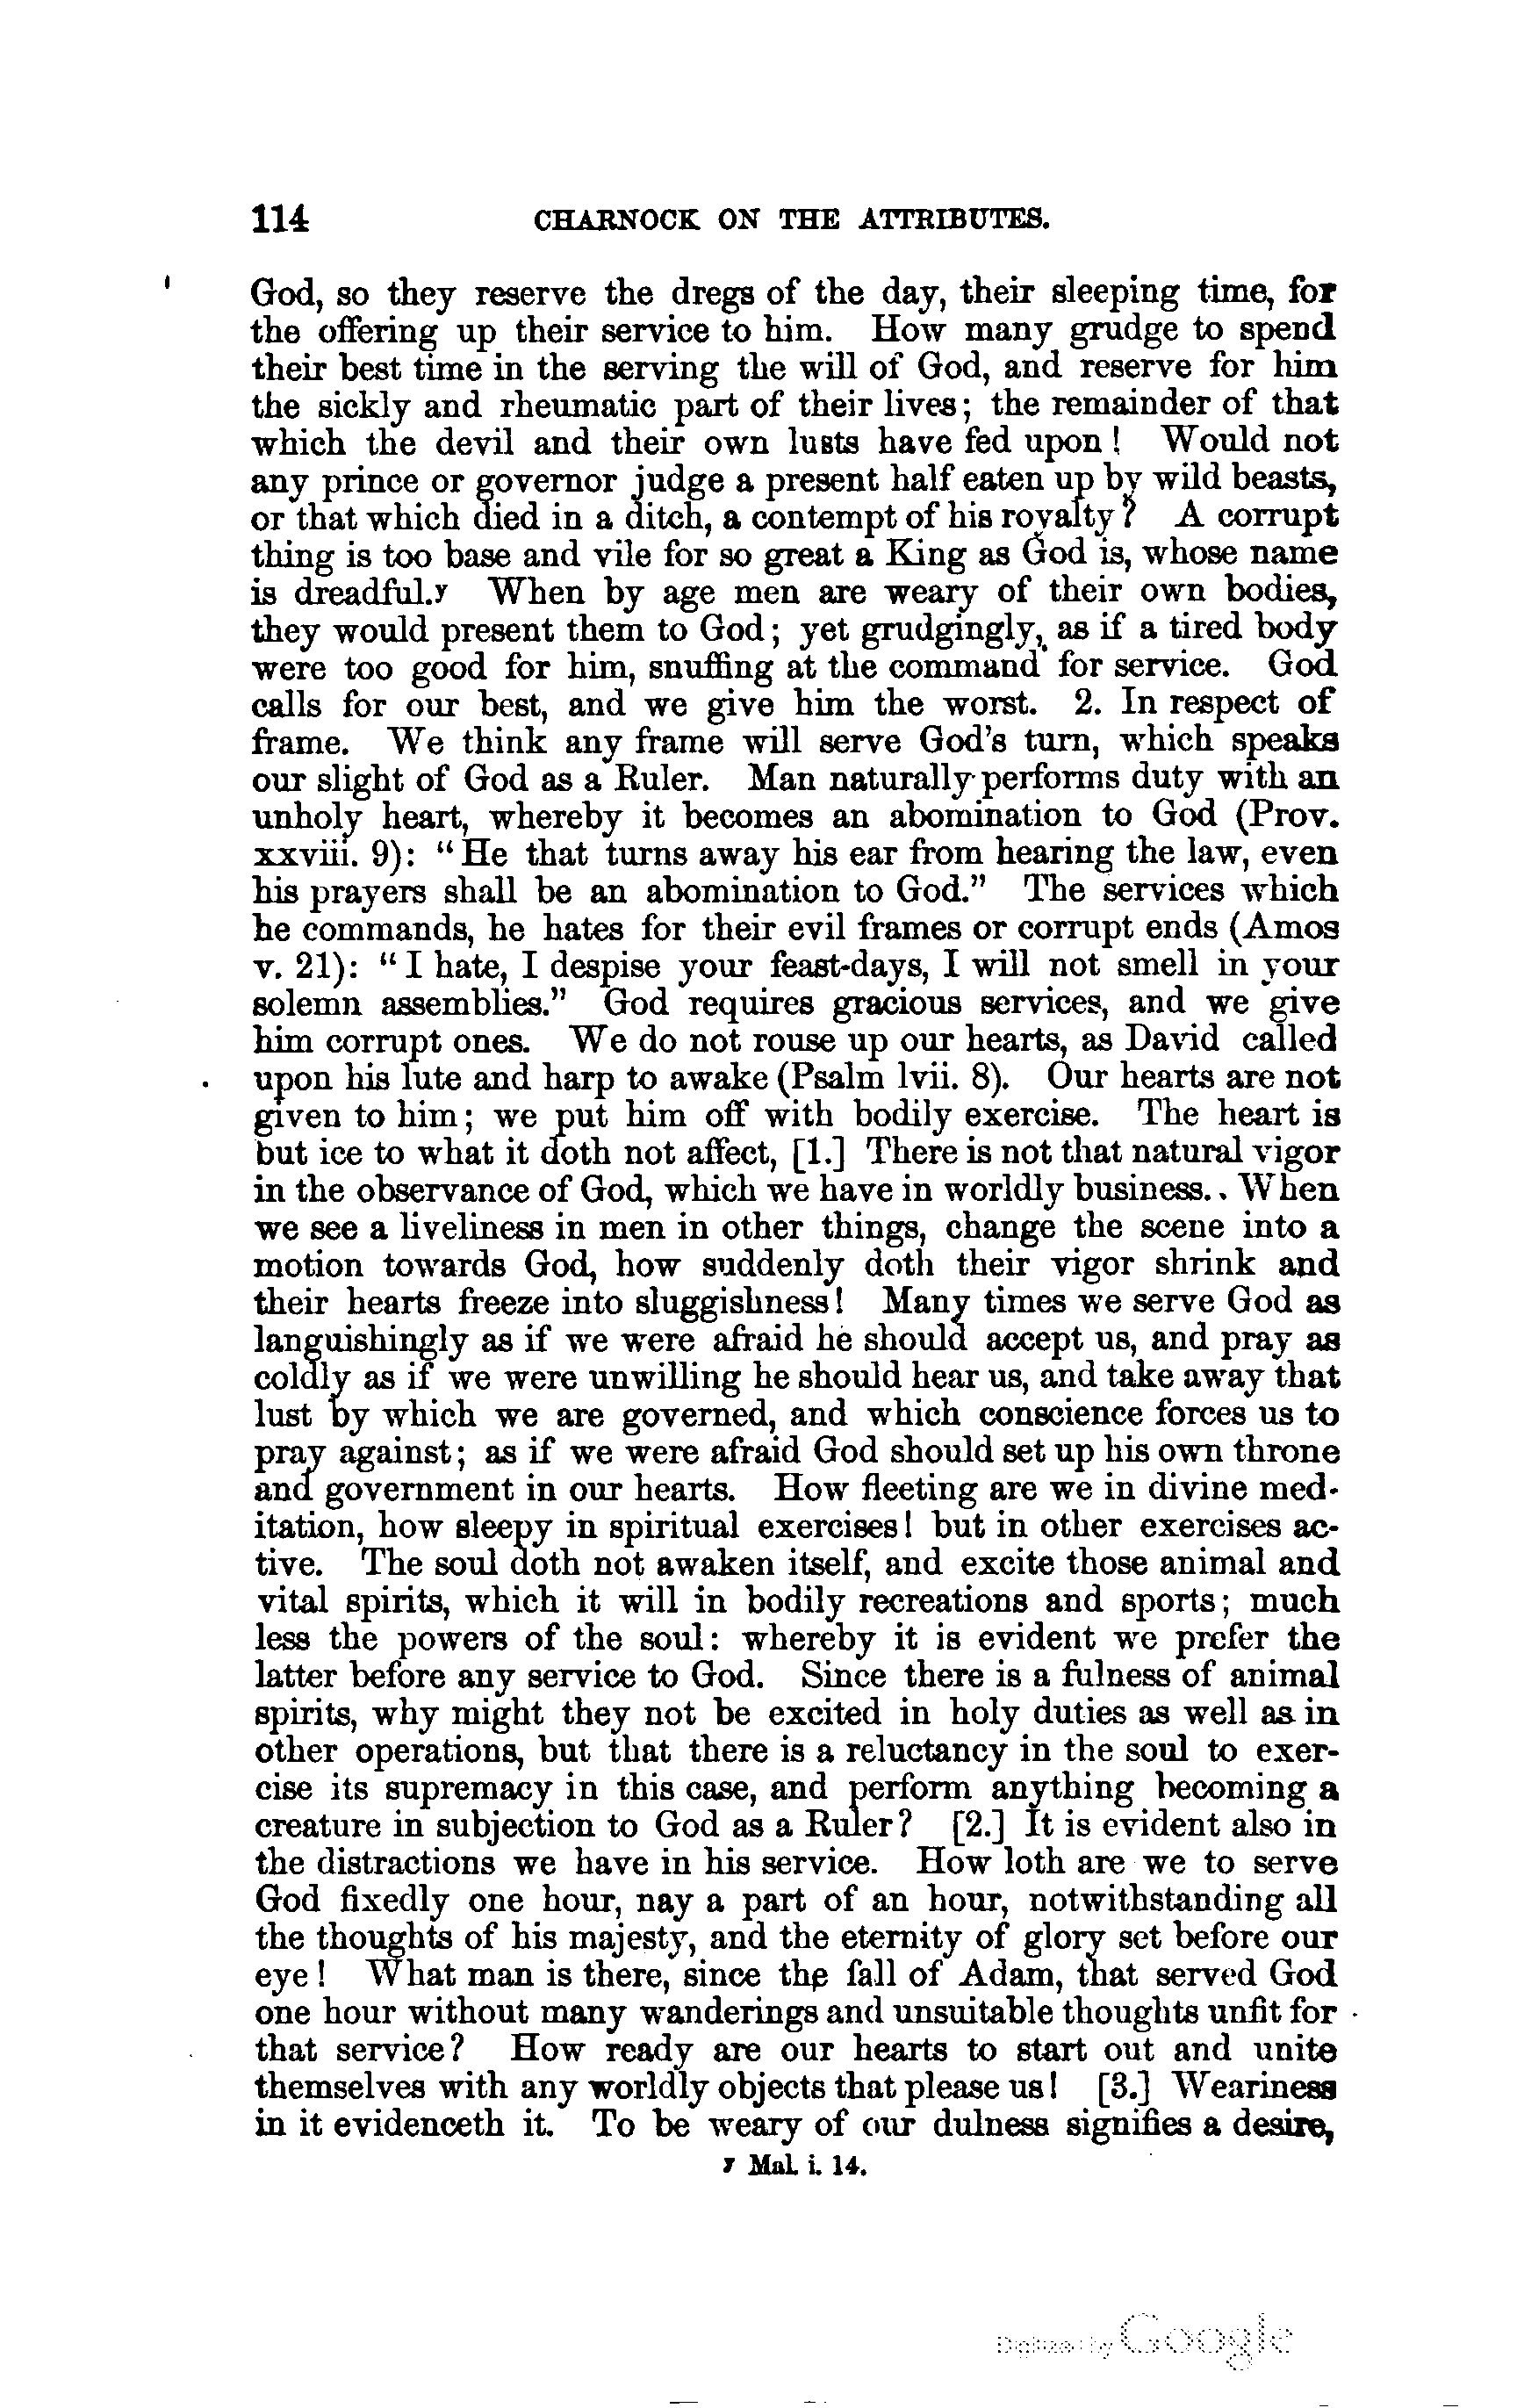 114 CHARNOCK ON THE ATTRIBUTES.
God, so they reserve the dregs of the day, their sleeping time, for
the offering up their service to him. How many grudge to spend
their best time in the serving the will of God, and reserve for him
the sickly and rheumatic part of their lives; the remainder of that
which the devil and their own lusts have fed upon! Would not
any prince or governor judge a present half eaten up by wild beasts,
or that which died in a ditch, a contempt of his royalty? A corrupt
thing is too base and vile for so great a King as God is, whose name
is dreadful.y When by age men are weary of their own bodies,
they would present them to God; yet grudgingly, as if a tired body
were too good for him, snuffing at the command for service. God
calls for our best, and we give him the worst. 2. In respect of
frame. We think any frame will serve God's turn, which speaks
our slight of God as a Ruler. Man naturally performs duty with an
unholy heart, whereby it becomes an abomination to God (Prov.
xxviii. 9): "He that turns away his ear from hearing the law, even
his prayers shall be an abomination to God." The services which
he commands, he hates for their evil frames or corrupt ends (Amos
v. 21): "I hate, I despise your feast-days, I will not smell in your
solemn assemblies." God requires gracious services, and we give
him corrupt ones. We do not rouse up our hearts, as David called
upon his lute and harp to awake (Psalm lvii. 8). Our hearts are not
given to him; we put him off with bodily exercise. The heart is
but ice to what it doth not affect, [1.] There is not that natural vigor
in the observance of God, which we have in worldly business.. When
we see a liveliness in men in other things, change the scene into a
motion towards God, how suddenly doth their vigor shrink and
their hearts freeze into sluggishness! Many times we serve God as
languishingly as if we were afraid he should accept us, and pray as
coldly as if we were unwilling he should hear us, and take away that
lust by which we are governed, and which conscience forces us to
pray against; as if we were afraid God should set up his own throne
and government in our hearts. How fleeting are we in divine med-
itation, how sleepy in spiritual exercises! but in other exercises ac-
tive. The soul doth not awaken itself, and excite those animal and
vital spirits, which it will in bodily recreations and sports; much
less the powers of the soul: whereby it is evident we prefer the
latter before any service to God. Since there is a fulness of animal
spirits, why might they not be excited in holy duties as well as in
other operations, but that there is a reluctancy in the soul to exer-
cise its supremacy in this case, and perform anything becoming a
creature in subjection to God as a Ruler? [2.] It is evident also in
the distractions we have in his service. How loth are we to serve
God fixedly one hour, nay a part of an hour, notwithstanding all
the thoughts of his majesty, and the eternity of glory set before our
eye! What man is there, since the fall of Adam, that served God
one hour without many wanderings and unsuitable thoughts unfit for
that service? How ready are our hearts to start out and unite
themselves with any worldly objects that please us! [3.] Weariness
in it evidenceth it. To be weary of our dulness signifies a desire,
y Mal. i. 14.
Digitized by Google